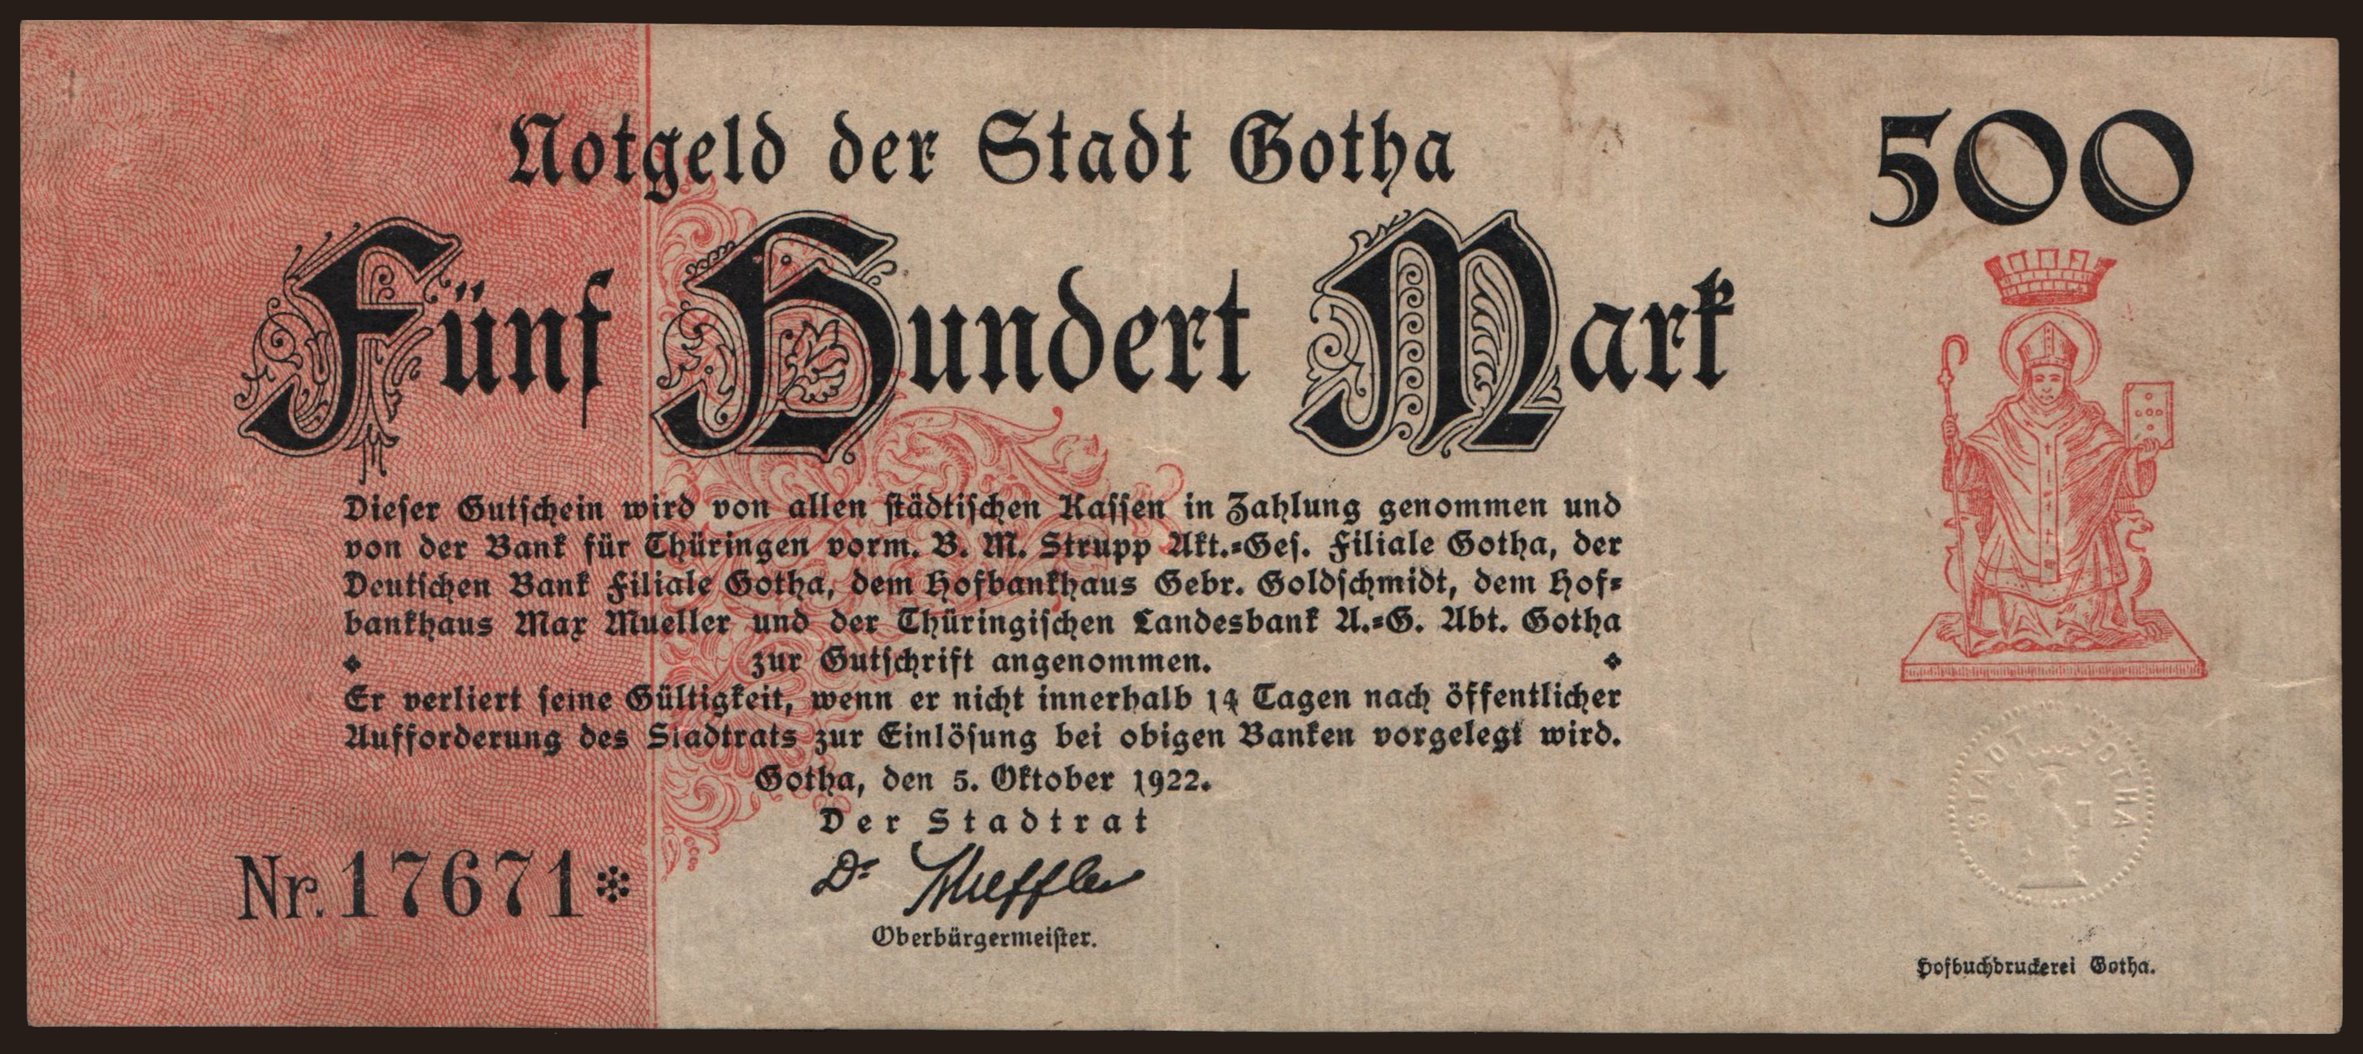 Notgeld der Stadt Gotha
500
Fünf Hundert Mark
Dieser Gutschein wird von allen städtischen Kassen in Zahlung genommen und
von der Bank für Thüringen vorm. B. M. Strupp Akt.=Ges. Filiale Gotha, der
Deutschen Bank Filiale Gotha, dem Hofbankhaus Gebr. Goldschmidt, dem Hof=
bankhaus Max Mueller und der Thüringischen Landesbank A.=G. Abt. Gotha
zur Gutschrift angenommen.
Er verliert seine Gültigkeit, wenn er nicht innerhalb 14 Tagen nach öffentlicher
Aufforderung des Stadtrats zur Einlösung bei obigen Banken vorgelegt wird.
Gotha, den 5. Oktober 1922.
Der Stadtrat
Dr
Oberbürgermeister.
Nr. 17671*
STADT GOTHA
Hofbuchdruckerei Gotha.